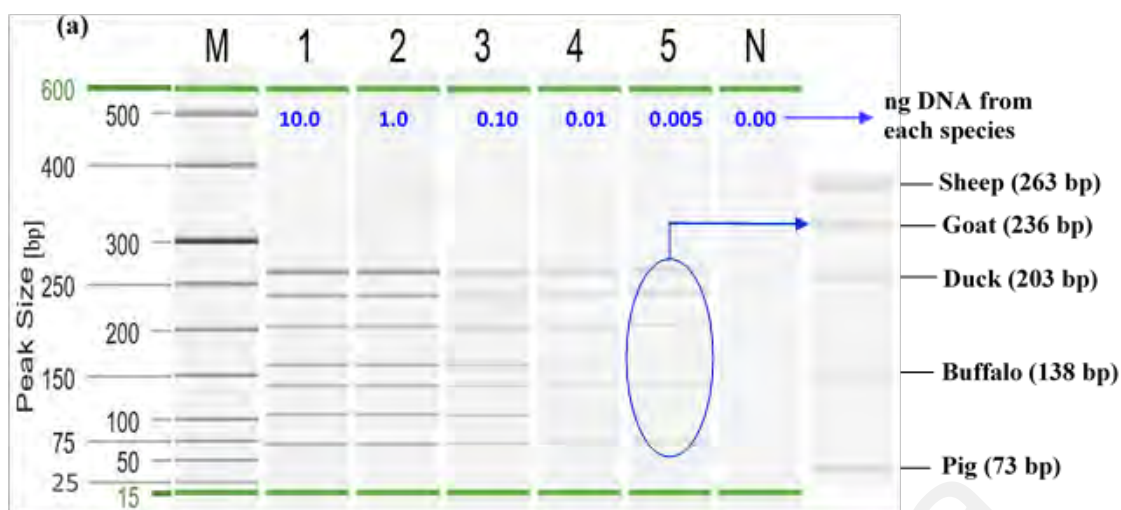 (a)
M 1 2 3 4 5 N
600
500
10.0 1.0 0.10 0.01 0.005 0.00
ng DNA from
each species
400
300
250
200
150
100
75
50
25
15
Peak Size [bp]
Sheep (263 bp)
Goat (236 bp)
Duck (203 bp)
Buffalo (138 bp)
Pig (73 bp)